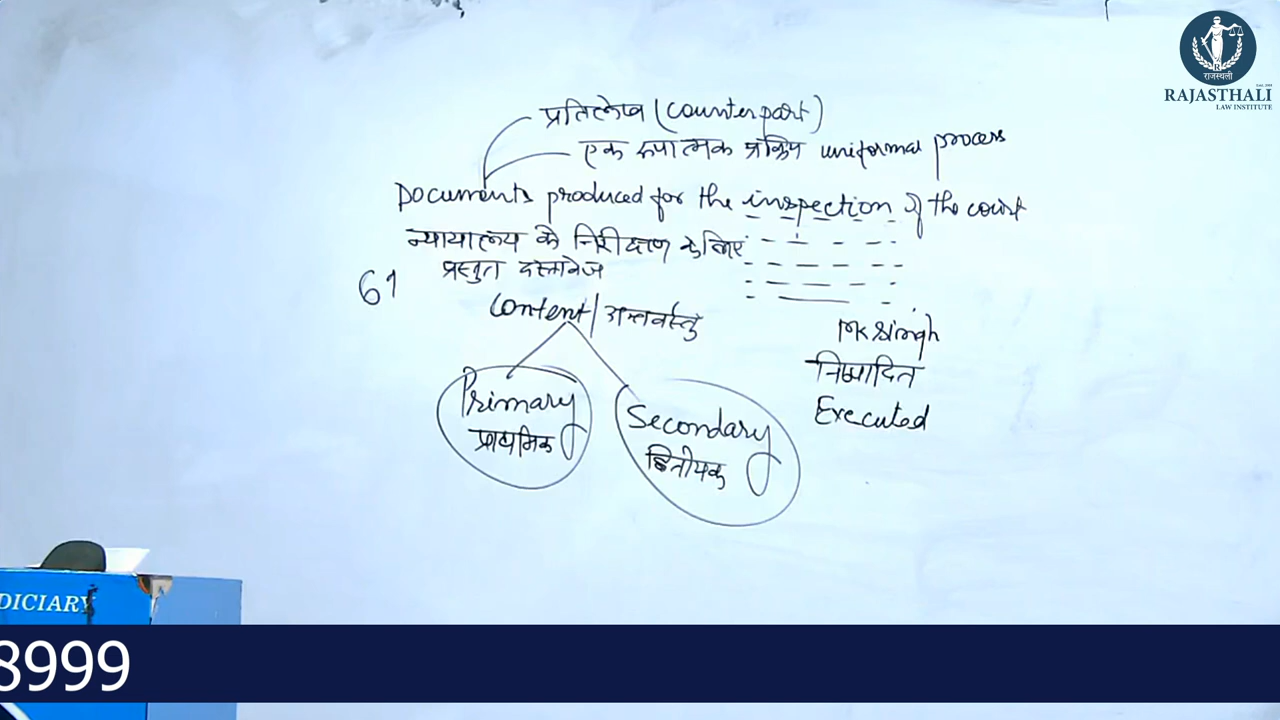 राजस्थली
RAJASTHALI
LAW INSTITUTE
प्रतिलेख (counterpart)
एक रूपात्मक प्रक्रिय uniformal process
Documents produced for the inspection of the court
न्यायालय के निरीक्षण के लिए
प्रस्तुत दस्तावेज
61
Content / अन्तर्वस्तु
MK Singh
निष्पादित
Executed
Primary
प्राथमिक
Secondary
द्वितीयक
DICIARY
8999